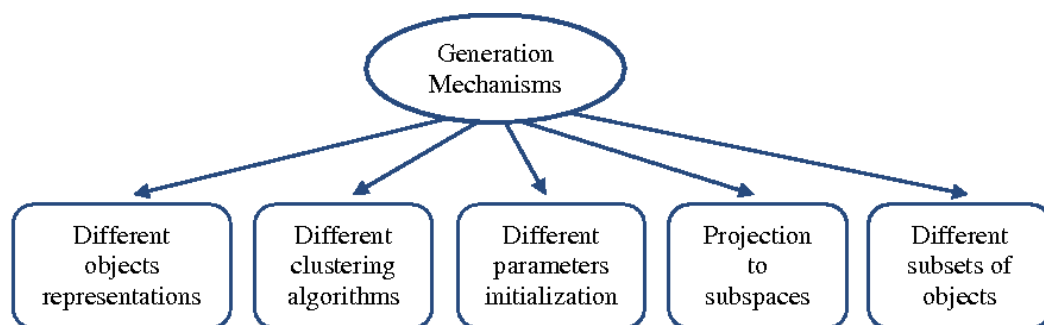 Generation
Mechanisms
Different
objects
representations
Different
clustering
algorithms
Different
parameters
initialization
Projection
to
subspaces
Different
subsets of
objects